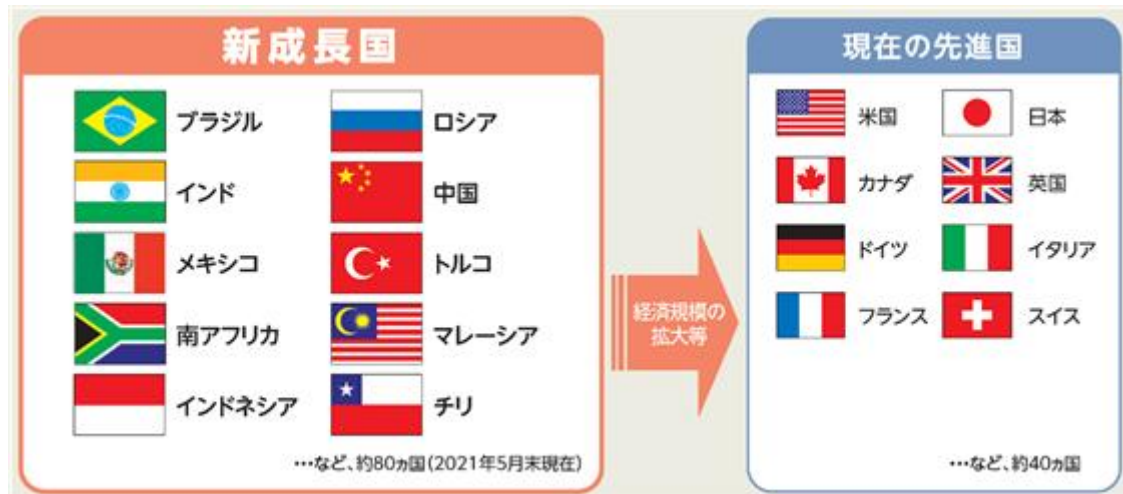 新成長国
ブラジル
ロシア
インド
中国
メキシコ
トルコ
南アフリカ
マレーシア
インドネシア
チリ
…など、約80ヵ国(2021年5月末現在)
経済規模の
拡大等
現在の先進国
米国
日本
カナダ
英国
ドイツ
イタリア
フランス
スイス
…など、約40ヵ国